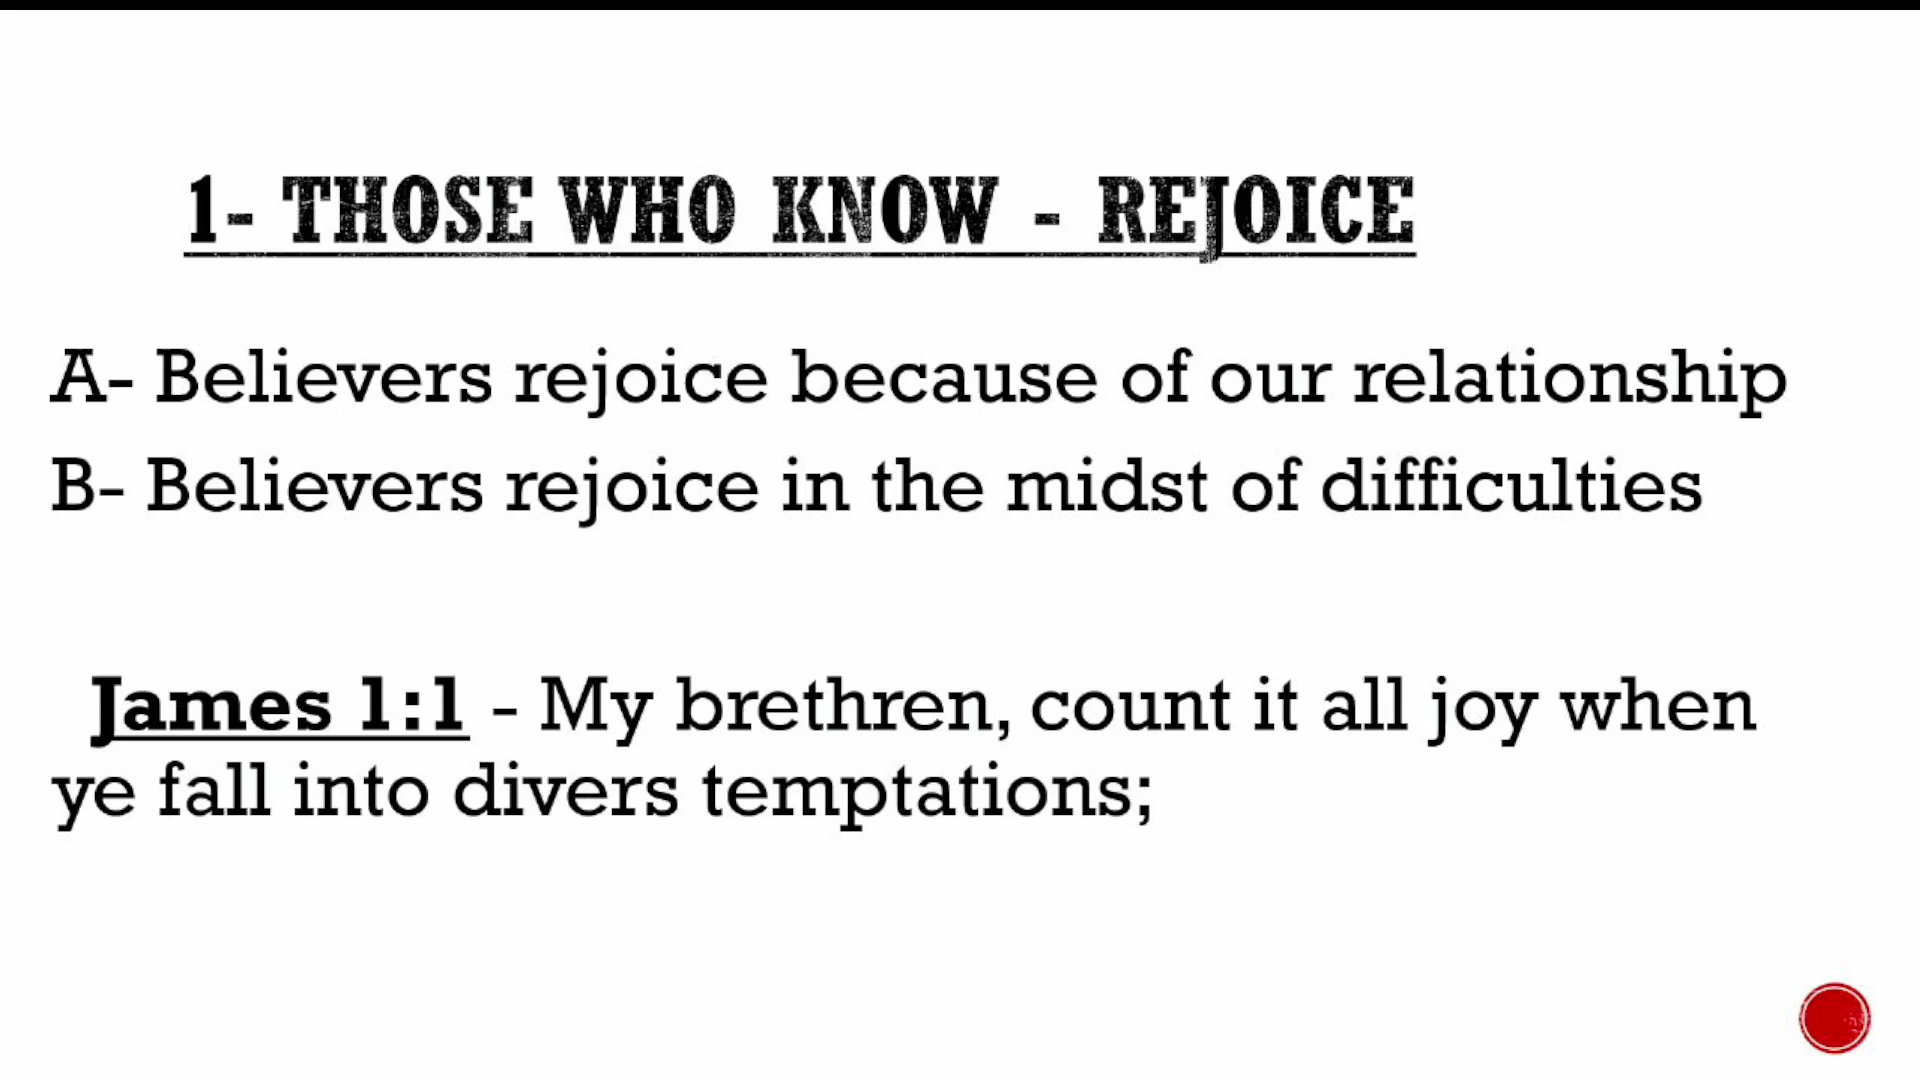 1- THOSE WHO KNOW - REJOICE
A- Believers rejoice because of our relationship
B- Believers rejoice in the midst of difficulties
James 1:1 - My brethren, count it all joy when
ye fall into divers temptations;